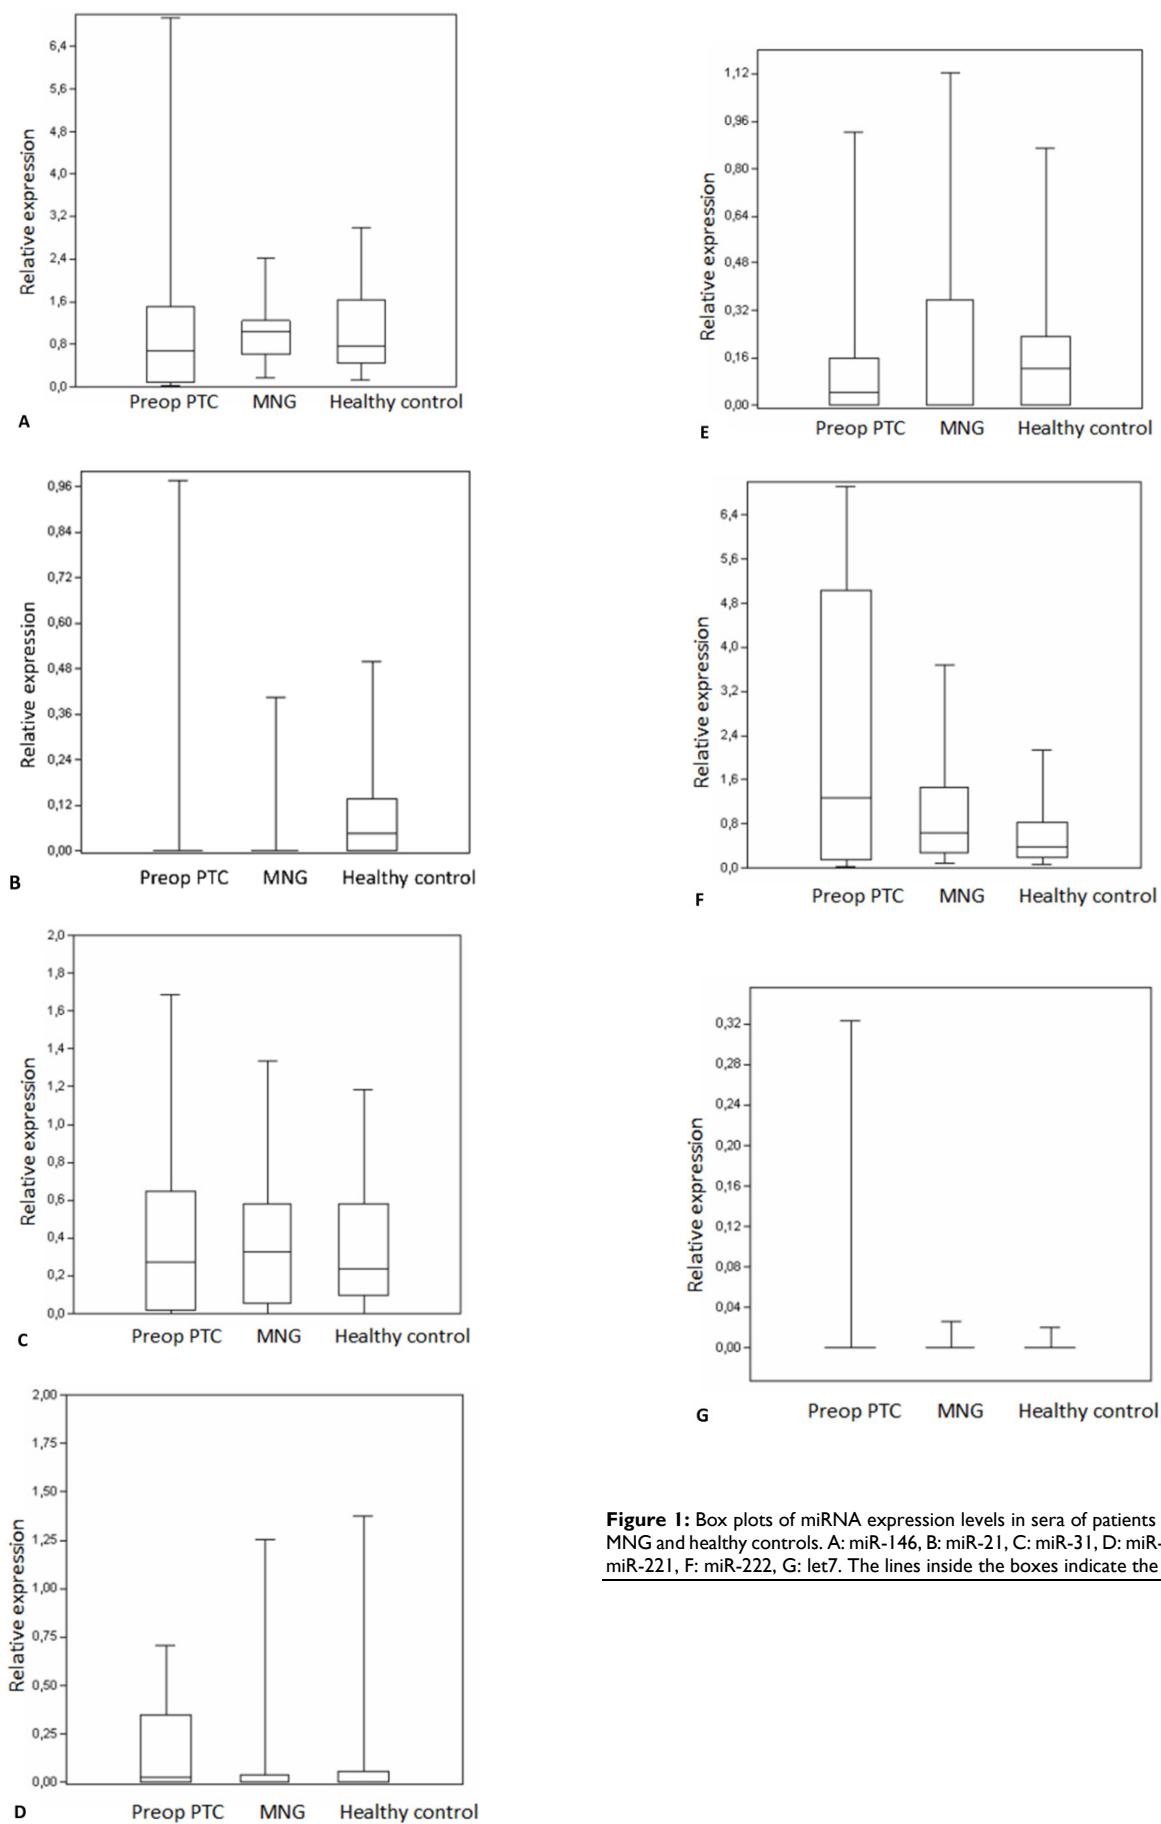 6,4
5,6
4,8
4,0
3,2
2,4
1,6
0,8
0,0
Relative expression
Preop PTC MNG Healthy control
A
0,96
0,84
0,72
0,60
0,48
0,36
0,24
0,12
0,00
Relative expression
Preop PTC MNG Healthy control
B
2,0
1,8
1,6
1,4
1,2
1,0
0,8
0,6
0,4
0,2
0,0
Relative expression
Preop PTC MNG Healthy control
C
2,00
1,75
1,50
1,25
1,00
0,75
0,50
0,25
0,00
Relative expression
Preop PTC MNG Healthy control
D
1,12
0,96
0,80
0,64
0,48
0,32
0,16
0,00
Relative expression
Preop PTC MNG Healthy control
E
6,4
5,6
4,8
4,0
3,2
2,4
1,6
0,8
0,0
Relative expression
Preop PTC MNG Healthy control
F
0,32
0,28
0,24
0,20
0,16
0,12
0,08
0,04
0,00
Relative expression
Preop PTC MNG Healthy control
G
Figure 1: Box plots of miRNA expression levels in sera of patients
MNG and healthy controls. A: miR-146, B: miR-21, C: miR-31, D: miR-
miR-221, F: miR-222, G: let7. The lines inside the boxes indicate the